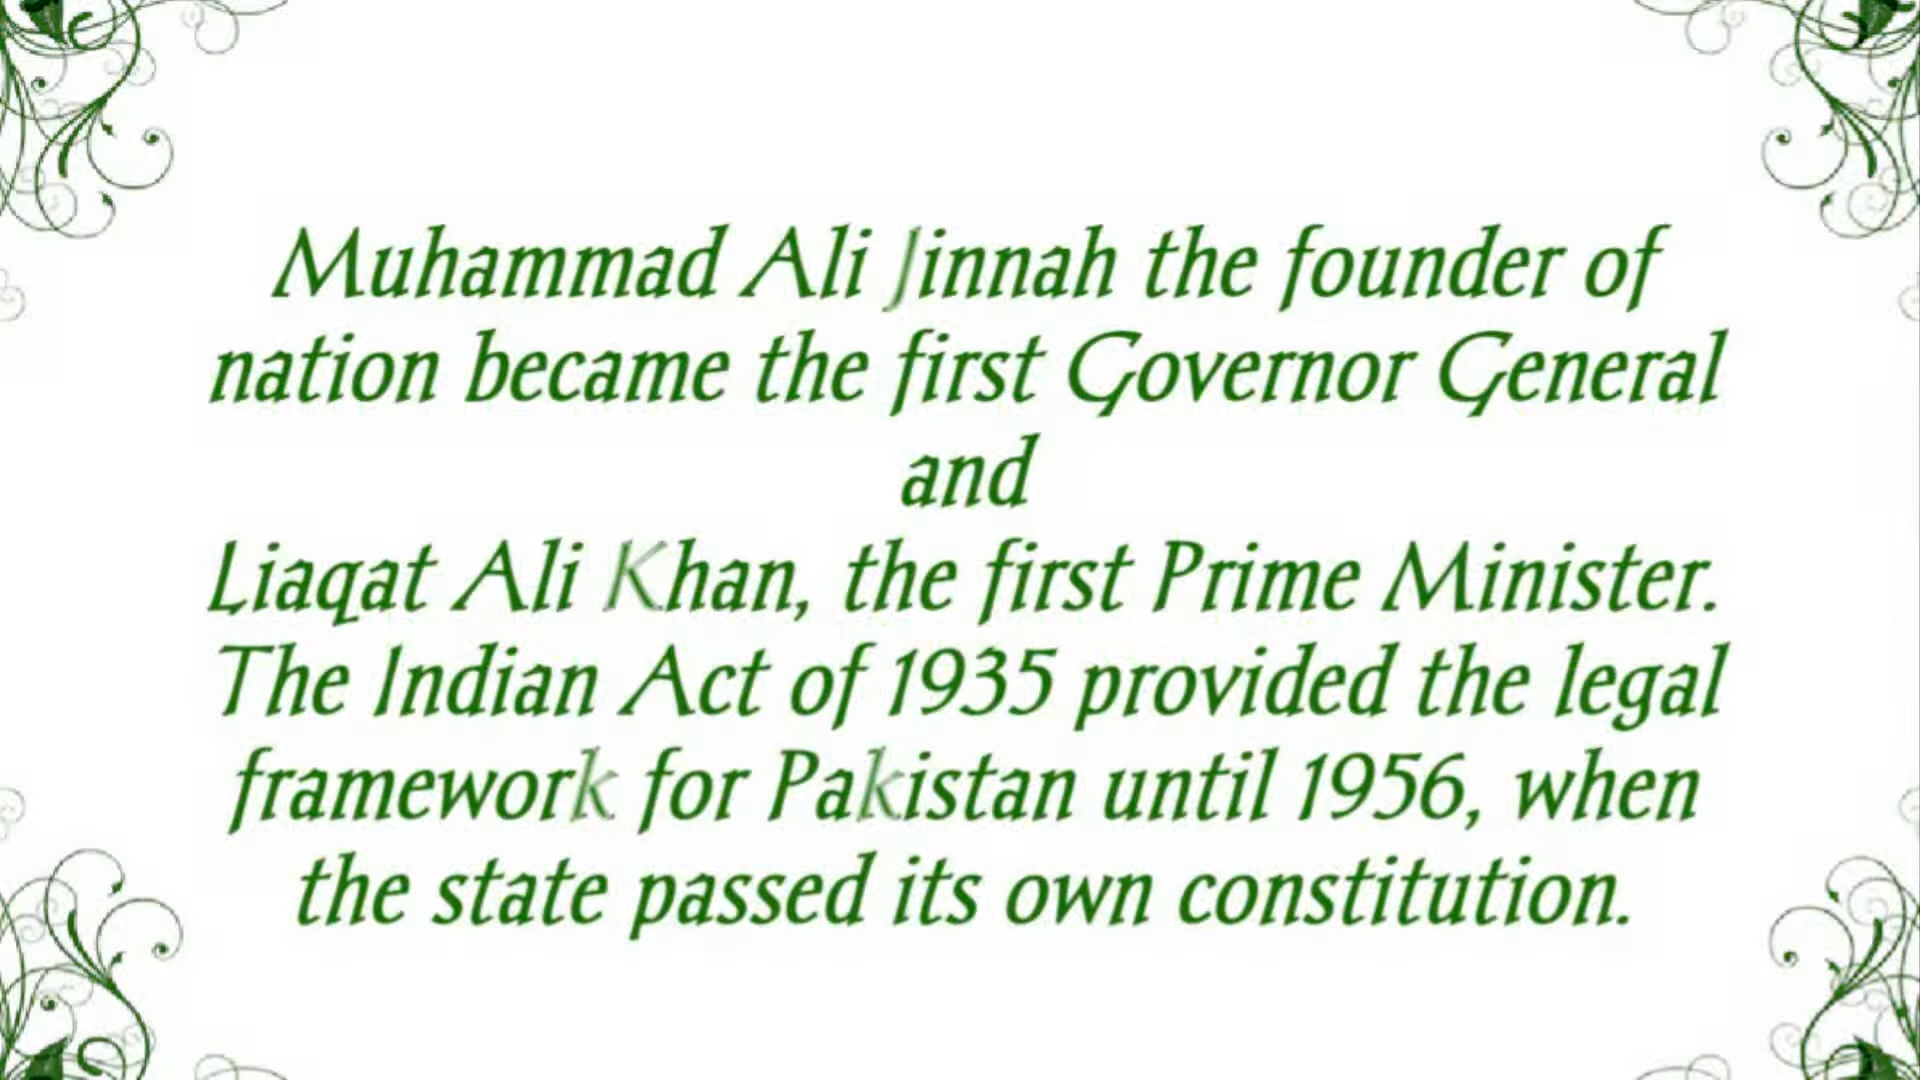 Muhammad Ali Jinnah the founder of
nation became the first Governor General
and
Liaqat Ali Khan, the first Prime Minister.
The Indian Act of 1935 provided the legal
framework for Pakistan until 1956, when
the state passed its own constitution.